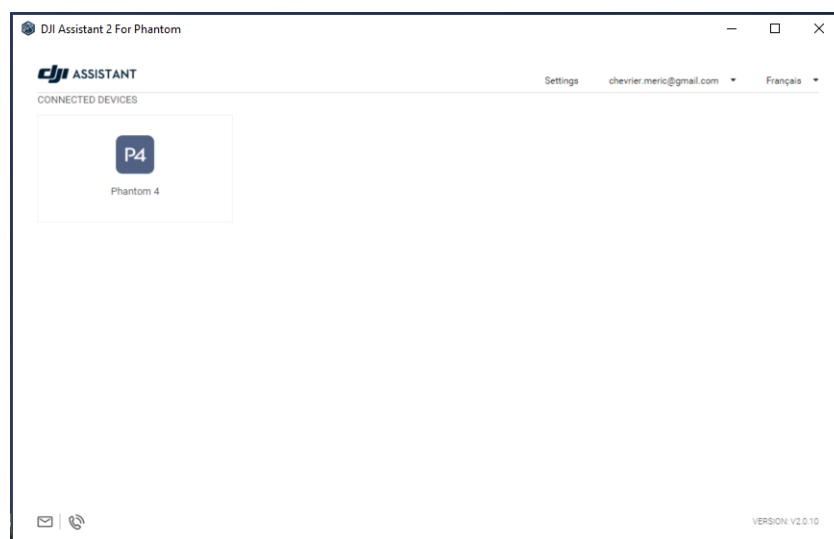 DJI Assistant 2 For Phantom
dji ASSISTANT
Settings chevrier.meric@gmail.com Français
CONNECTED DEVICES
P4
Phantom 4
VERSION: V2.0.10